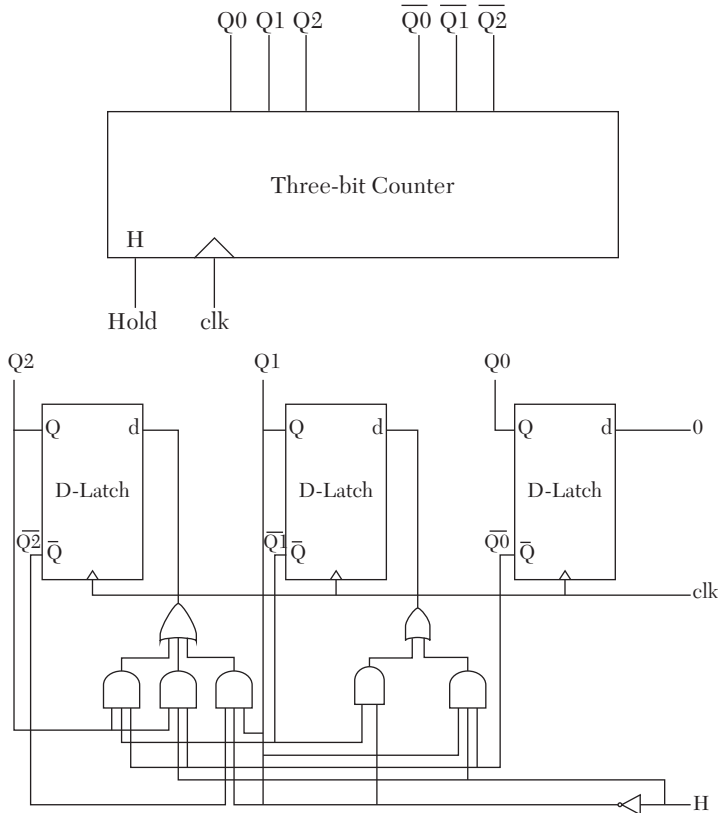 Q0 Q1 Q2 Q̅0̅ Q̅1̅ Q̅2̅
Three-bit Counter
H
Hold clk
Q2 Q1 Q0
Q d Q d Q d 0
D-Latch D-Latch D-Latch
Q̅2̅ Q̅ Q̅1̅ Q̅ Q̅0̅ Q̅
clk
H